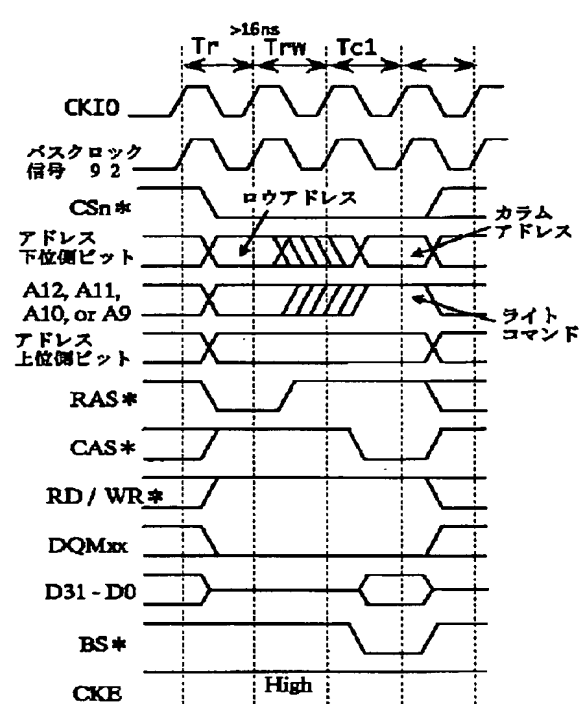 >16ns
Tr Trw Tc1
CKIO
バスクロック
信号 92
CSn*
ロウアドレス
カラム
アドレス
アドレス
下位側ビット
A12, A11,
A10, or A9
ライト
コマンド
アドレス
上位側ビット
RAS*
CAS*
RD / WR*
DQMxx
D31 - D0
BS*
CKE
High